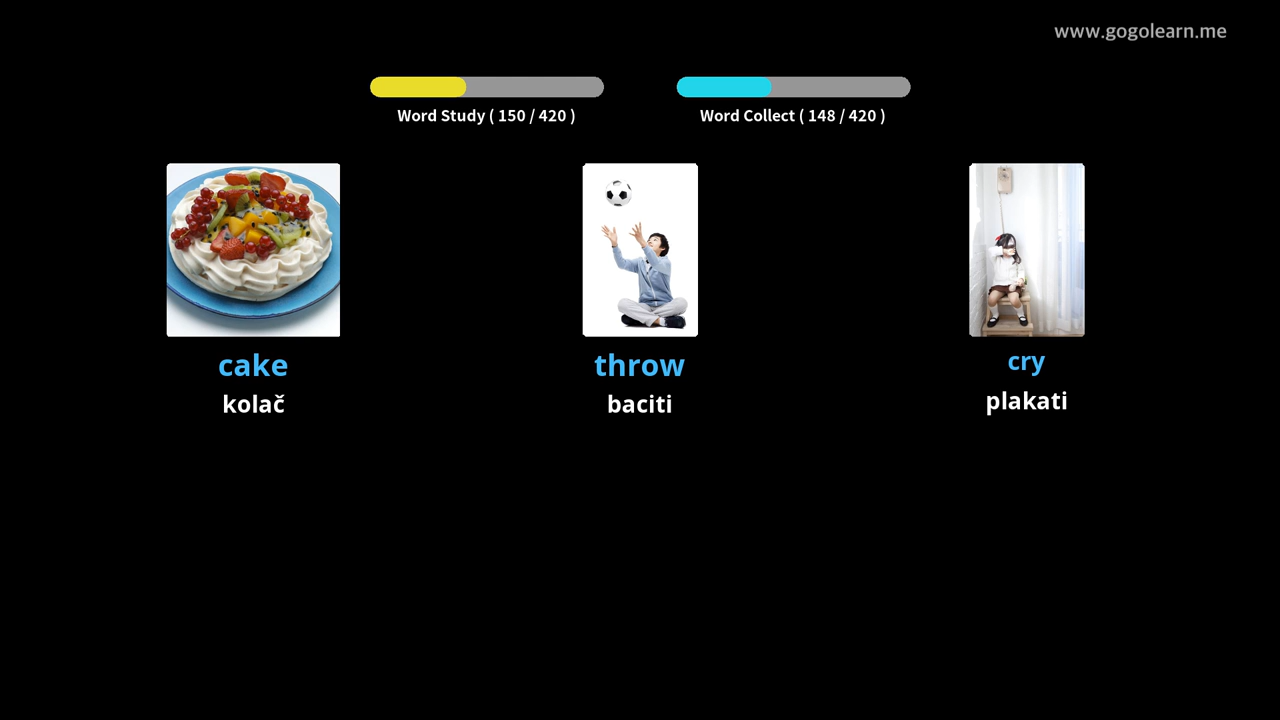 www.gogolearn.me
Word Study ( 150 / 420 )
Word Collect ( 148 / 420 )
cake
kolač
throw
baciti
cry
plakati